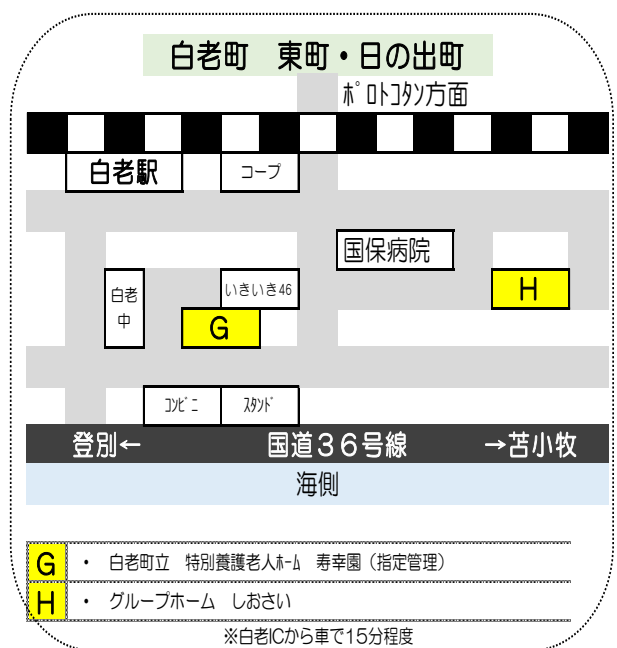 白老町　東町・日の出町
ﾎﾟﾛﾄｺﾀﾝ方面
白老駅
コープ
国保病院
白老
中
いきいき46
G
H
ｺﾝﾋﾞﾆ
ｽﾀﾝﾄﾞ
登別← 国道３６号線 →苫小牧
海側
G ・ 白老町立　特別養護老人ﾎｰﾑ　寿幸園（指定管理）
H ・ グループホーム　しおさい
※白老ICから車で15分程度